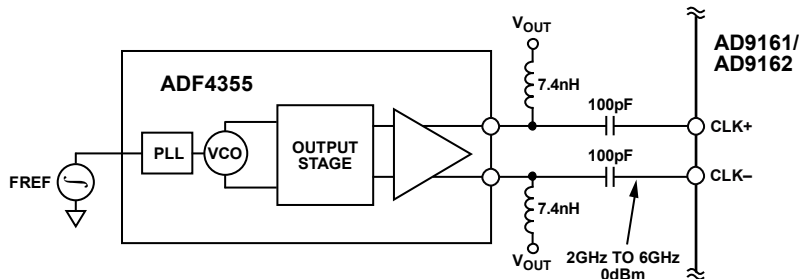 VOUT
AD9161/
AD9162
ADF4355
7.4nH
100pF
PLL
VCO
OUTPUT
STAGE
CLK+
FREF
100pF
CLK–
7.4nH
VOUT
2GHz TO 6GHz
0dBm